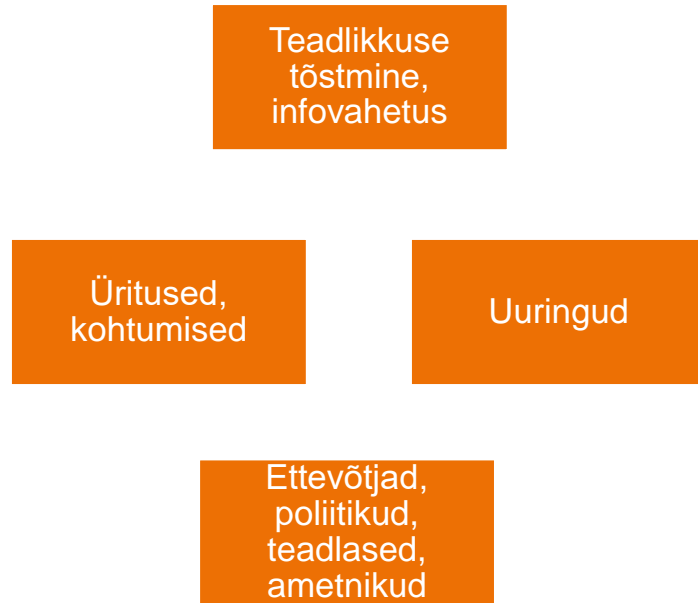 Teadlikkuse
tõstmine,
infovahetus
Üritused,
kohtumised
Uuringud
Ettevõtjad,
poliitikud,
teadlased,
ametnikud